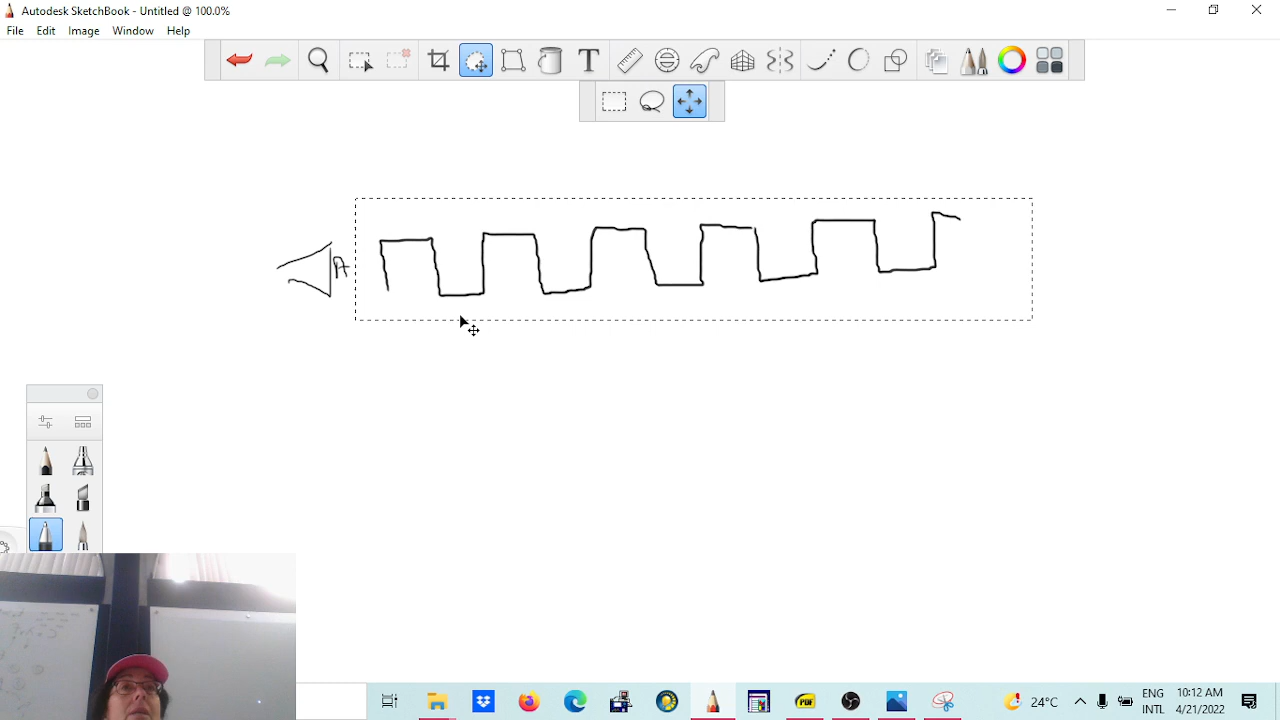 Autodesk SketchBook - Untitled @ 100.0%
File Edit Image Window Help
T
A
PDF
24°C ENG 10:12 AM
INTL 4/21/2022